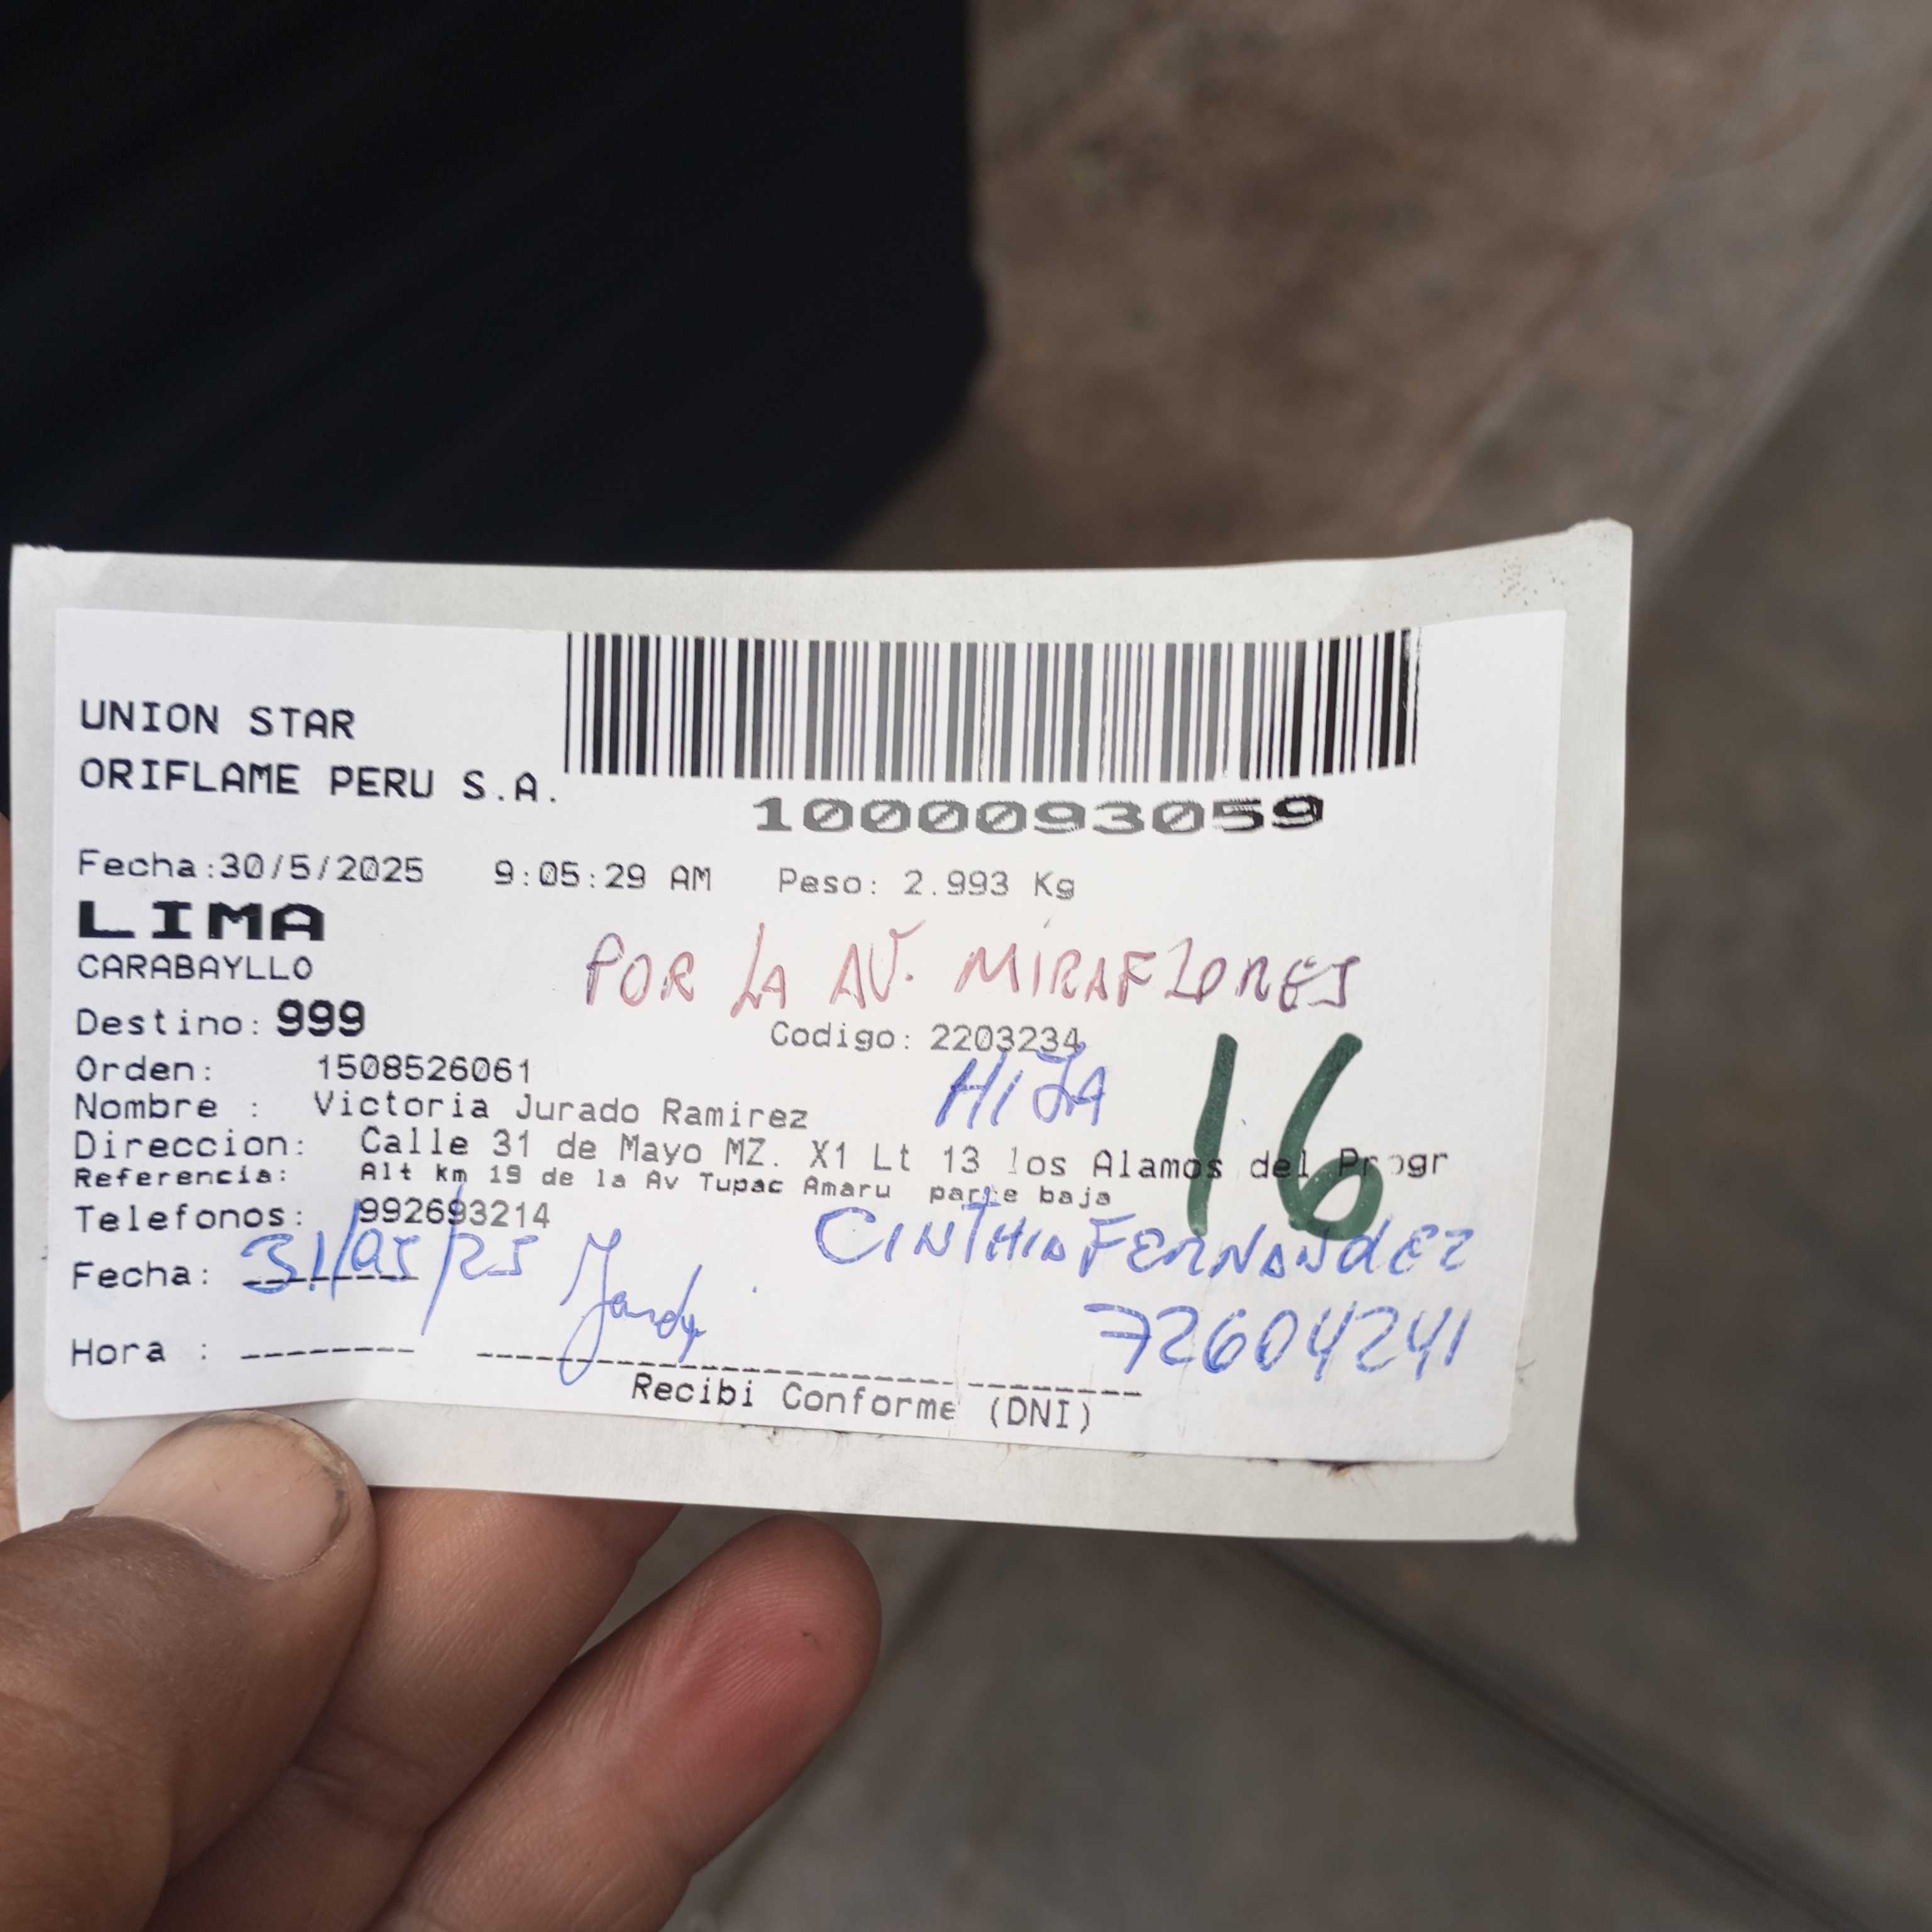 UNION STAR
ORIFLAME PERU S.A.
1000093059
Fecha:30/5/2025 9:05:29 AM Peso: 2.993 Kg
LIMA
CARABAYLLO
POR LA AV. MIRAFLORES
Destino: 999
Codigo: 2203234
Orden: 1508526061
HIJA
16
Nombre : Victoria Jurado Ramirez
Direccion: Calle 31 de Mayo MZ. X1 Lt 13 los Alamos del Progr
Referencia: Alt km 19 de la Av Tupac Amaru parte baja
Telefonos: 992693214
CINTHIA FERNANDEZ
Fecha: 31/05/25
72604241
Hora :
Recibi Conforme (DNI)